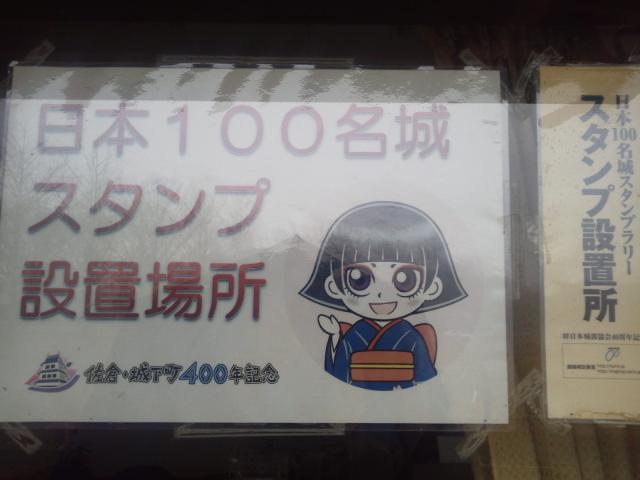 日本100名城
スタンプ
設置場所
佐倉・城下町400年記念
日本100名城スタンプラリー
スタンプ設置所